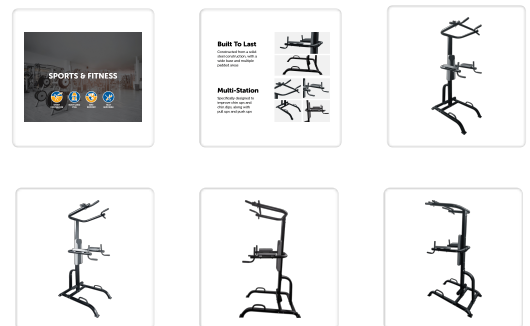 SPORTS & FITNESS
Built To Last
Constructed from a solid
steel construction, with a
wide base and multiple
padded areas
Multi-Station
Specifically designed to
improve chin ups and
chin dips, along with
pull ups and push ups